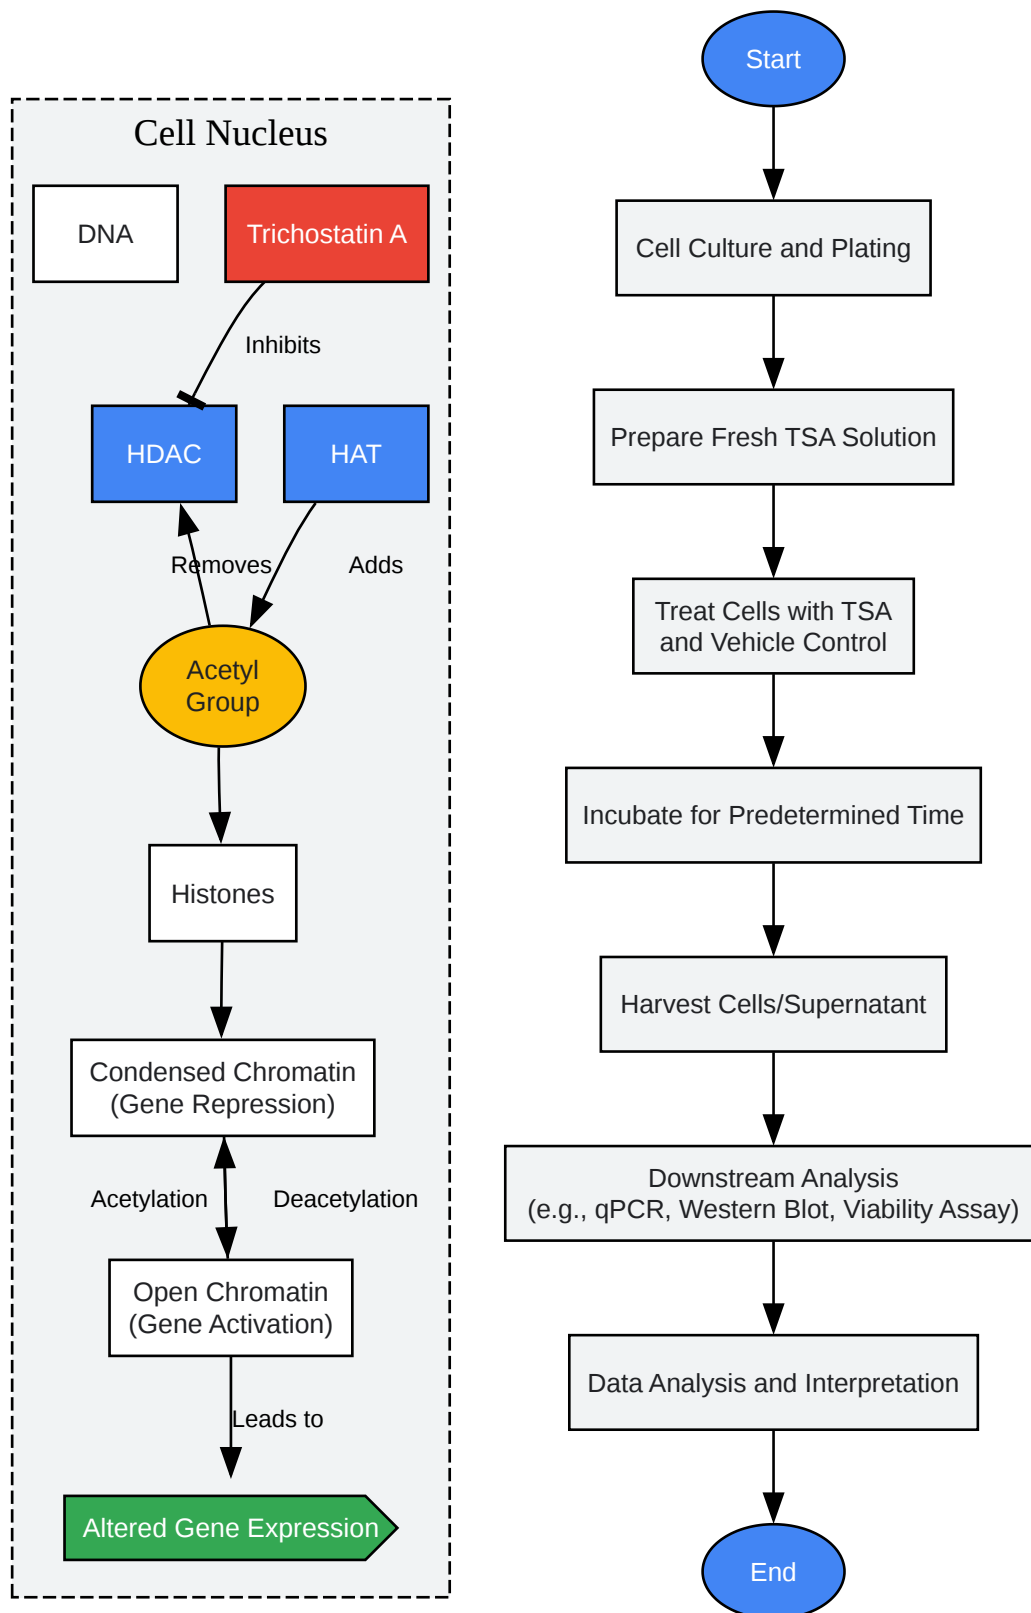 Cell Nucleus
DNA
Trichostatin A
Inhibits
HDAC
HAT
Removes
Adds
Acetyl
Group
Histones
Condensed Chromatin
(Gene Repression)
Acetylation
Deacetylation
Open Chromatin
(Gene Activation)
Leads to
Altered Gene Expression
Start
Cell Culture and Plating
Prepare Fresh TSA Solution
Treat Cells with TSA
and Vehicle Control
Incubate for Predetermined Time
Harvest Cells/Supernatant
Downstream Analysis
(e.g., qPCR, Western Blot, Viability Assay)
Data Analysis and Interpretation
End